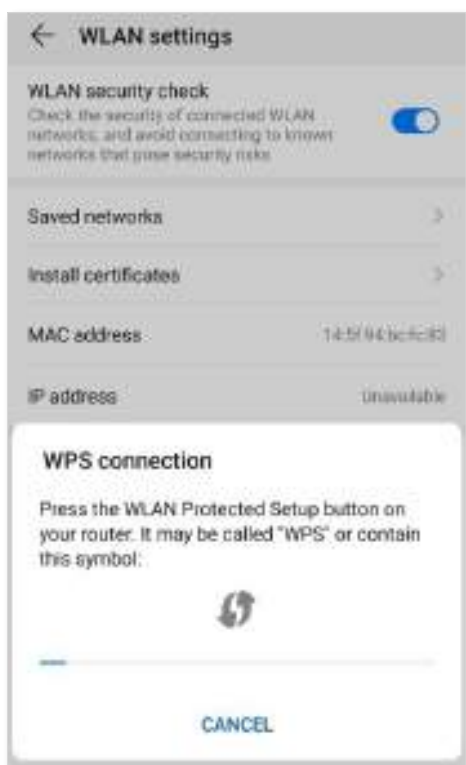 WLAN settings
WLAN security check
Check the security of connected WLAN
networks, and avoid connecting to known
networks that pose security risks
Saved networks
Install certificates
MAC address
IP address
Unavailable
WPS connection
Press the WLAN Protected Setup button on
your router. It may be called "WPS" or contain
this symbol:
CANCEL